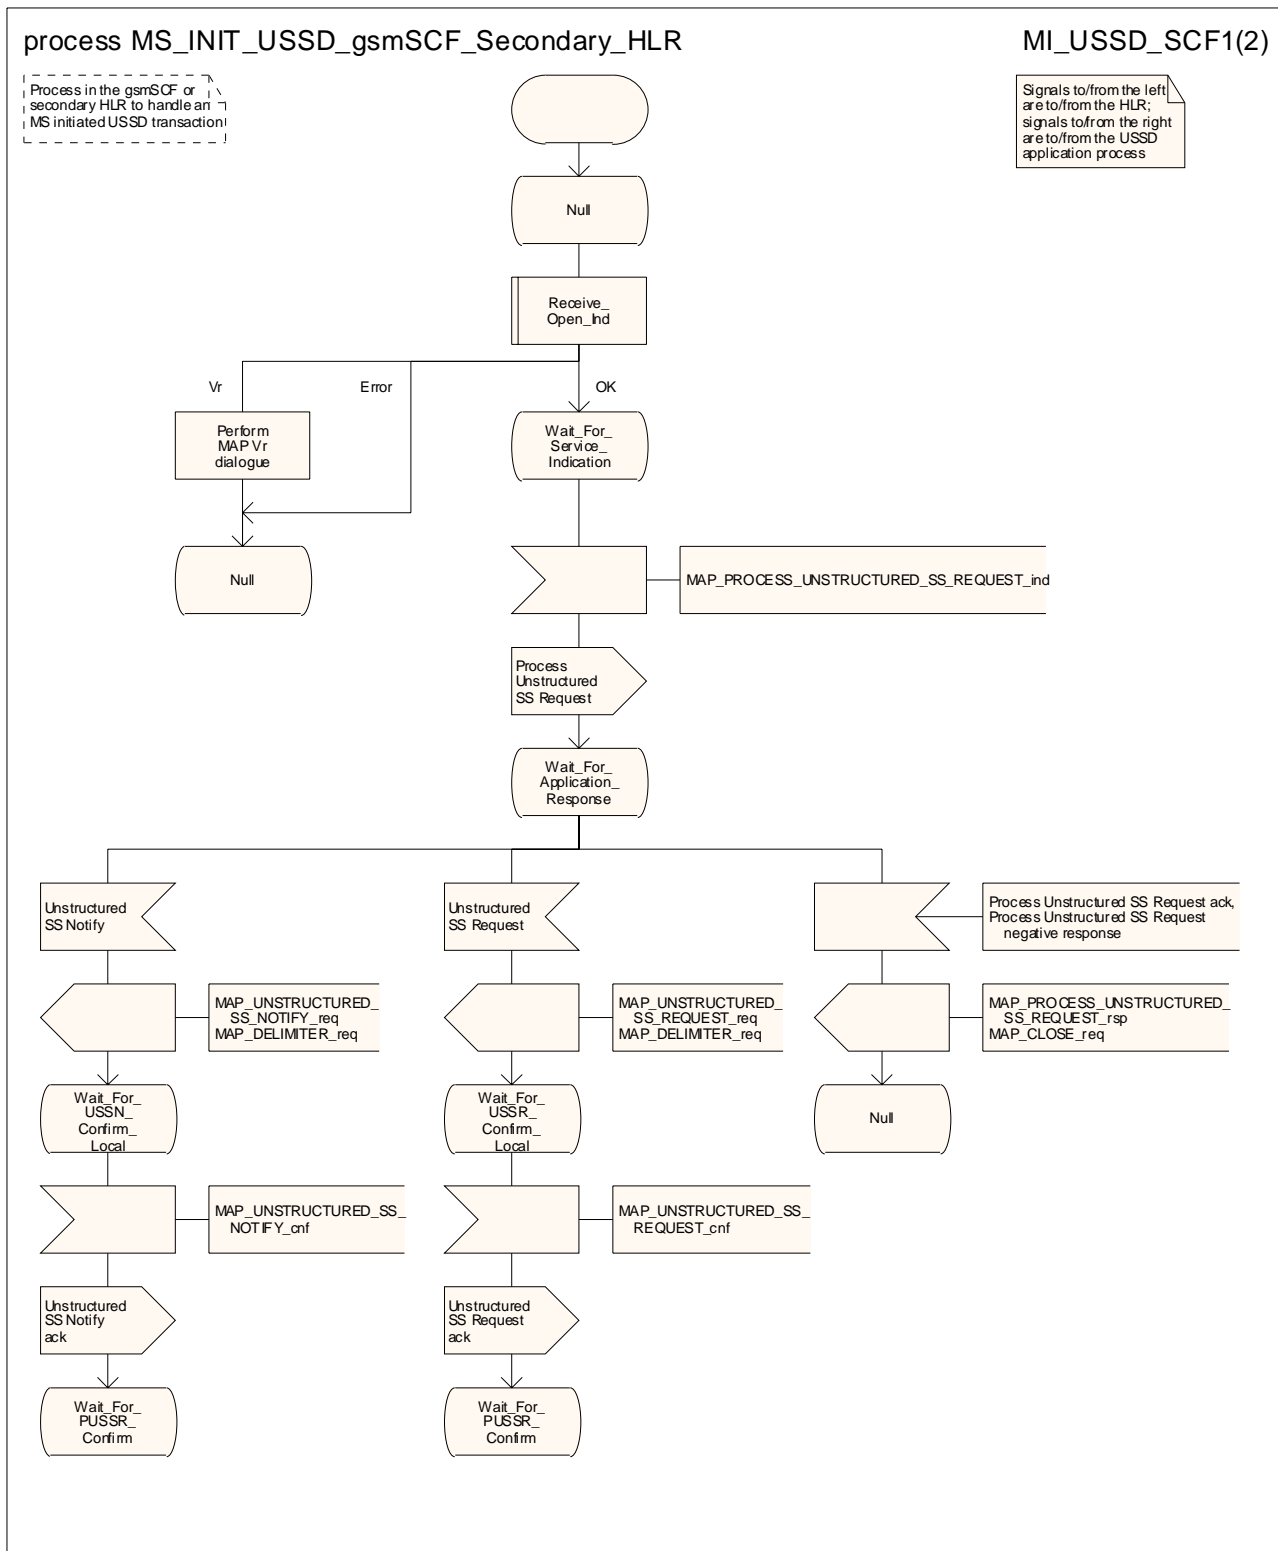 process MS_INIT_USSD_gsmSCF_Secondary_HLR
MI_USSD_SCF1(2)
Process in the gsmSCF or
secondary HLR to handle an
MS initiated USSD transaction
Signals to/from the left
are to/from the HLR;
signals to/from the right
are to/from the USSD
application process
Null
Receive_
Open_Ind
Vr
Error
OK
Perform
MAP Vr
dialogue
Wait_For_
Service_
Indication
Null
MAP_PROCESS_UNSTRUCTURED_SS_REQUEST_ind
Process
Unstructured
SS Request
Wait_For_
Application_
Response
Unstructured
SS Notify
Unstructured
SS Request
Process Unstructured SS Request ack,
Process Unstructured SS Request
negative response
MAP_UNSTRUCTURED_
SS_NOTIFY_req
MAP_DELIMITER_req
MAP_UNSTRUCTURED_
SS_REQUEST_req
MAP_DELIMITER_req
MAP_PROCESS_UNSTRUCTURED_
SS_REQUEST_rsp
MAP_CLOSE_req
Wait_For_
USSN_
Confirm_
Local
Wait_For_
USSR_
Confirm_
Local
Null
MAP_UNSTRUCTURED_SS_
NOTIFY_cnf
MAP_UNSTRUCTURED_SS_
REQUEST_cnf
Unstructured
SS Notify
ack
Unstructured
SS Request
ack
Wait_For_
PUSSR_
Confirm
Wait_For_
PUSSR_
Confirm